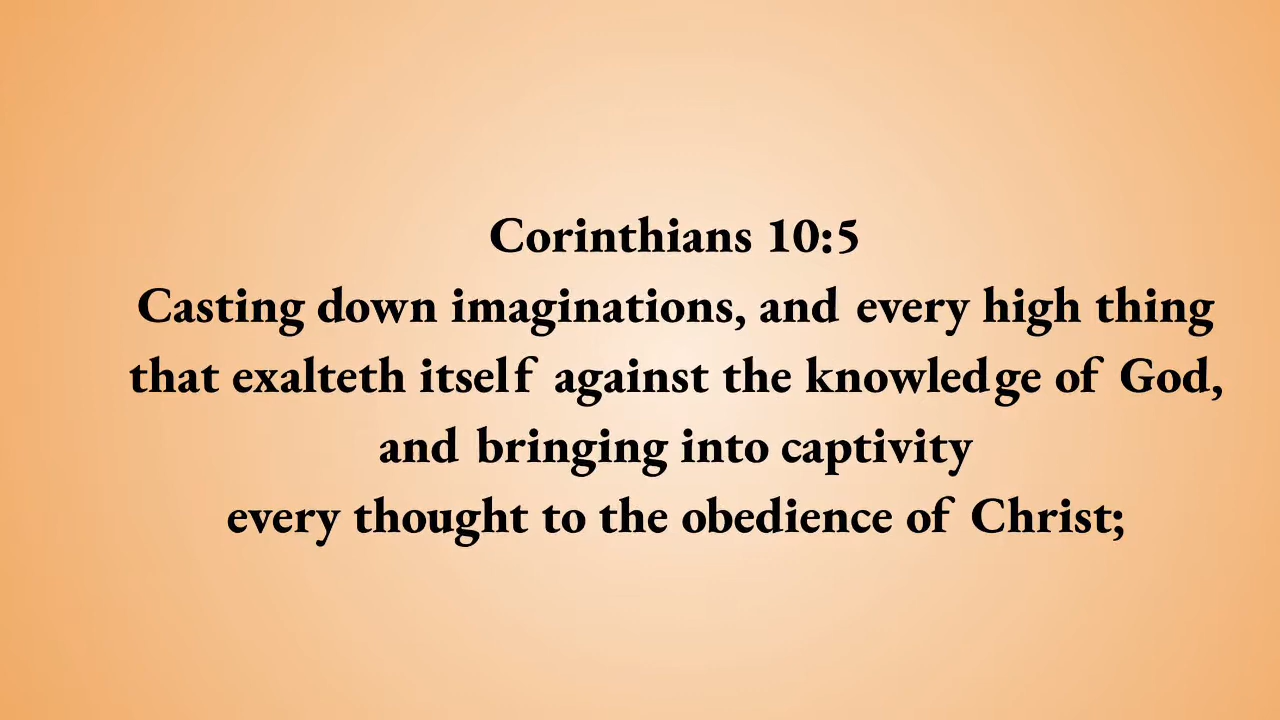 Corinthians 10:5
Casting down imaginations, and every high thing
that exalteth itself against the knowledge of God,
and bringing into captivity
every thought to the obedience of Christ;